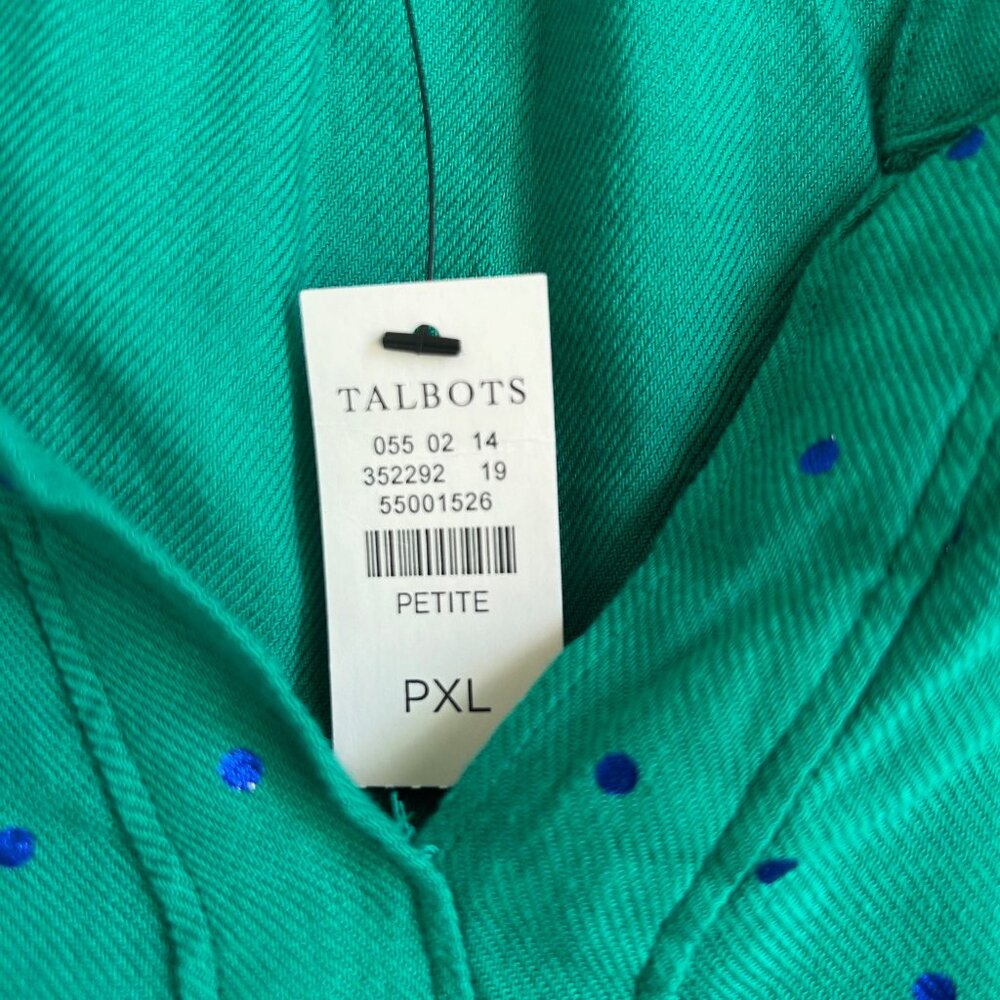 TALBOTS
055 02 14
352292 19
55001526
PETITE
PXL